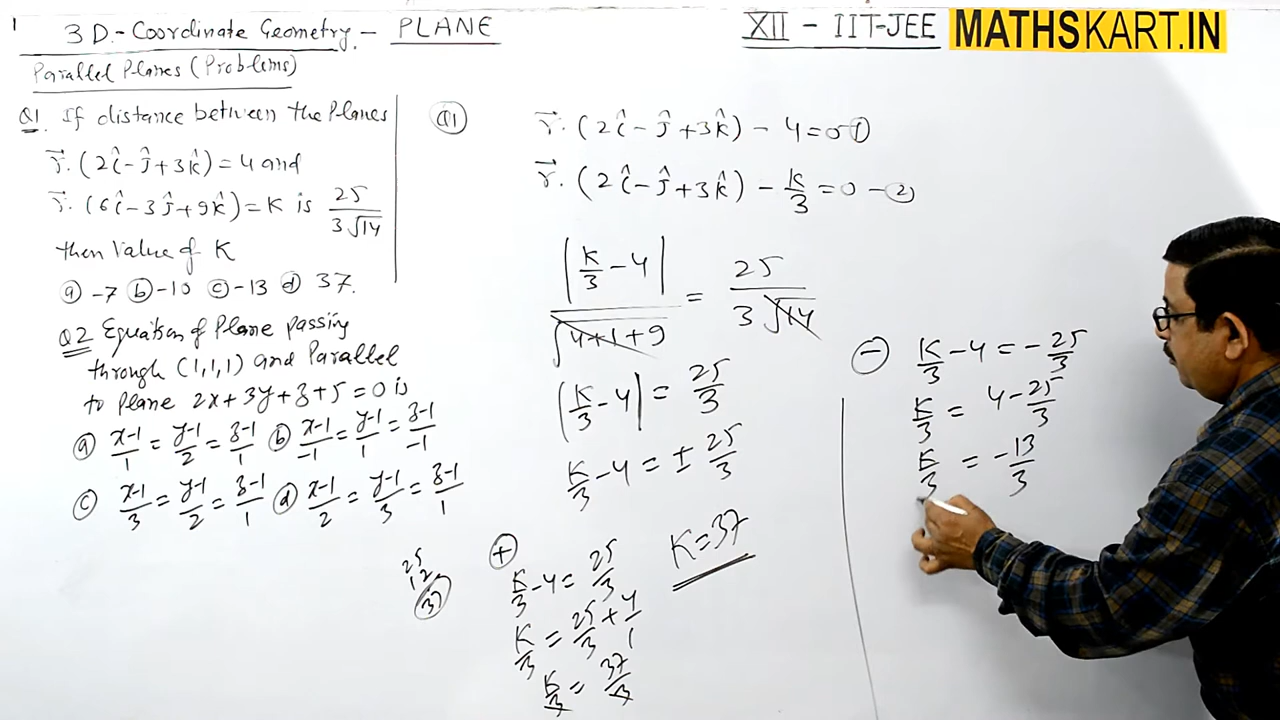 1
3D.-Coordinate Geometry.- PLANE
XII - IIT-JEE MATHSKART.IN
Parallel Planes (Problems)
Q1. If distance between the Planes
r⃗. (2î-ĵ+3k̂) = 4 and
r⃗. (6î-3ĵ+9k̂) = K is 25/3√14
then value of K
ⓐ -7 ⓑ -10 ⓒ -13 ⓓ 37.
Q2 Equation of Plane passing
through (1,1,1) and Parallel
to Plane 2x+3y+z+5=0 is
ⓐ x-1/1 = y-1/2 = z-1/1 ⓑ x-1/-1 = y-1/1 = z-1/-1
ⓒ x-1/3 = y-1/2 = z-1/1 ⓓ x-1/2 = y-1/3 = z-1/1
Q1
r⃗. (2î-ĵ+3k̂) - 4 = 0 ①
r⃗. (2î-ĵ+3k̂) - K/3 = 0 - ②
|K/3 - 4| / √4+1+9 = 25/3√14
|K/3 - 4| = 25/3
K/3 - 4 = ± 25/3
⊕ K/3 - 4 = 25/3
K/3 = 25/3 + 4/1
K/3 = 37/3
K=37
25
12
37
⊖ K/3 - 4 = - 25/3
K/3 = 4 - 25/3
K/3 = -13/3